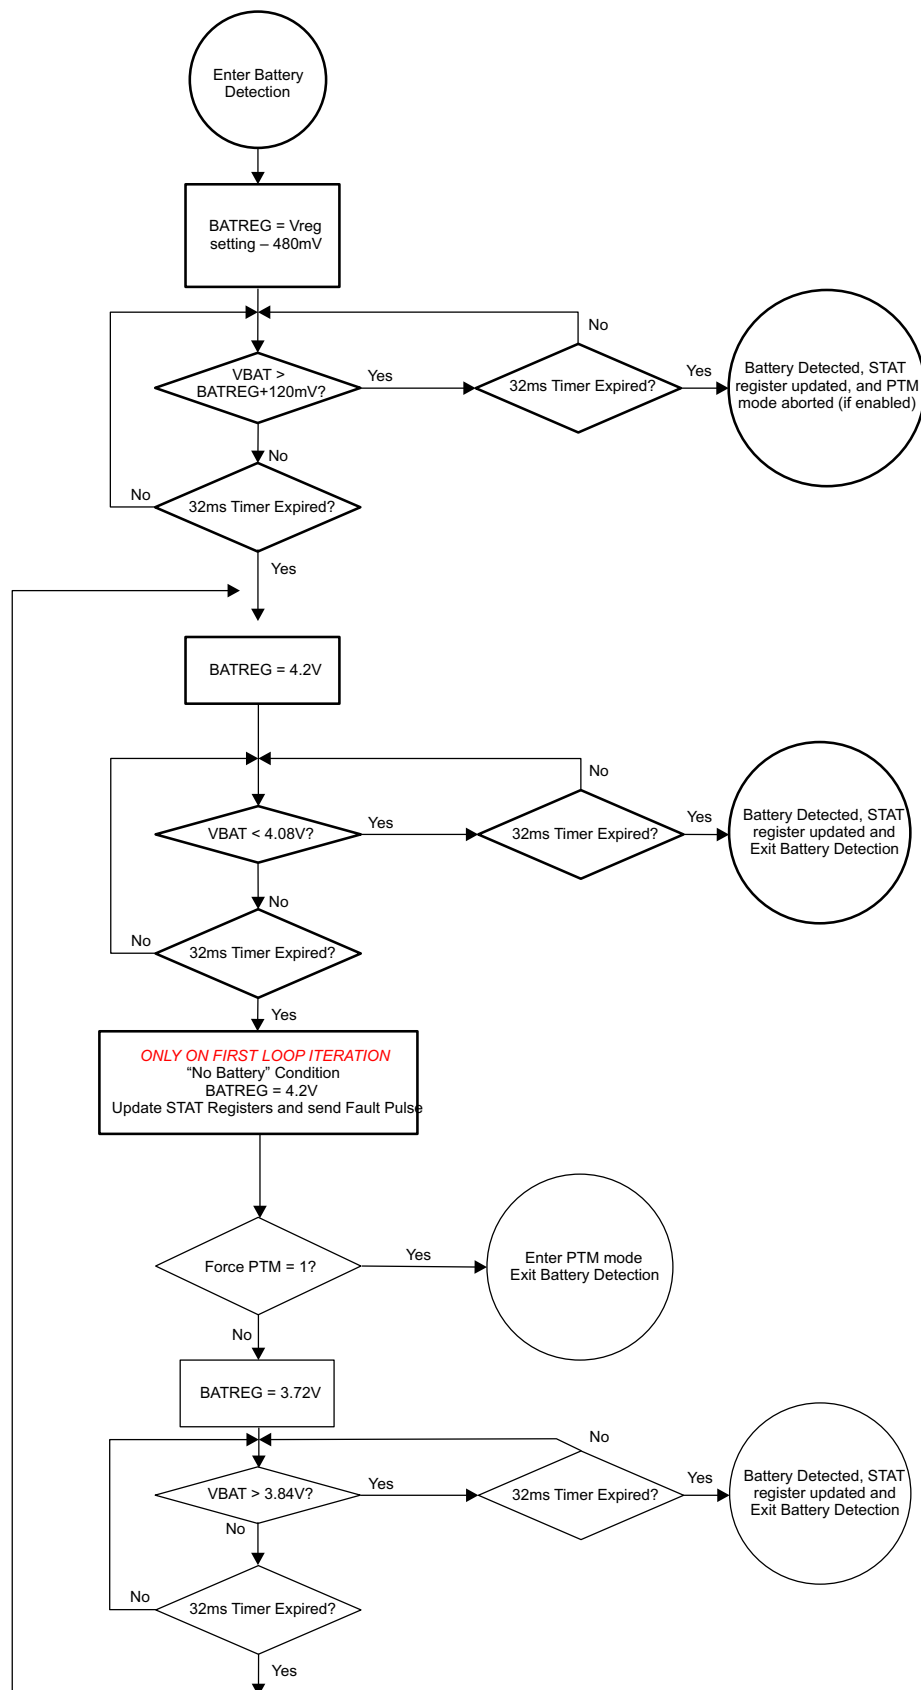 Enter Battery
Detection
BATREG = Vreg
setting – 480mV
No
VBAT >
BATREG+120mV?
Yes
32ms Timer Expired?
Yes
Battery Detected, STAT
register updated, and PTM
mode aborted (if enabled)
No
No
32ms Timer Expired?
Yes
BATREG = 4.2V
No
VBAT < 4.08V?
Yes
32ms Timer Expired?
Yes
Battery Detected, STAT
register updated and
Exit Battery Detection
No
No
32ms Timer Expired?
Yes
ONLY ON FIRST LOOP ITERATION
“No Battery” Condition
BATREG = 4.2V
Update STAT Registers and send Fault Pulse
Force PTM = 1?
Yes
Enter PTM mode
Exit Battery Detection
No
BATREG = 3.72V
No
VBAT > 3.84V?
Yes
32ms Timer Expired?
Yes
Battery Detected, STAT
register updated and
Exit Battery Detection
No
No
32ms Timer Expired?
Yes